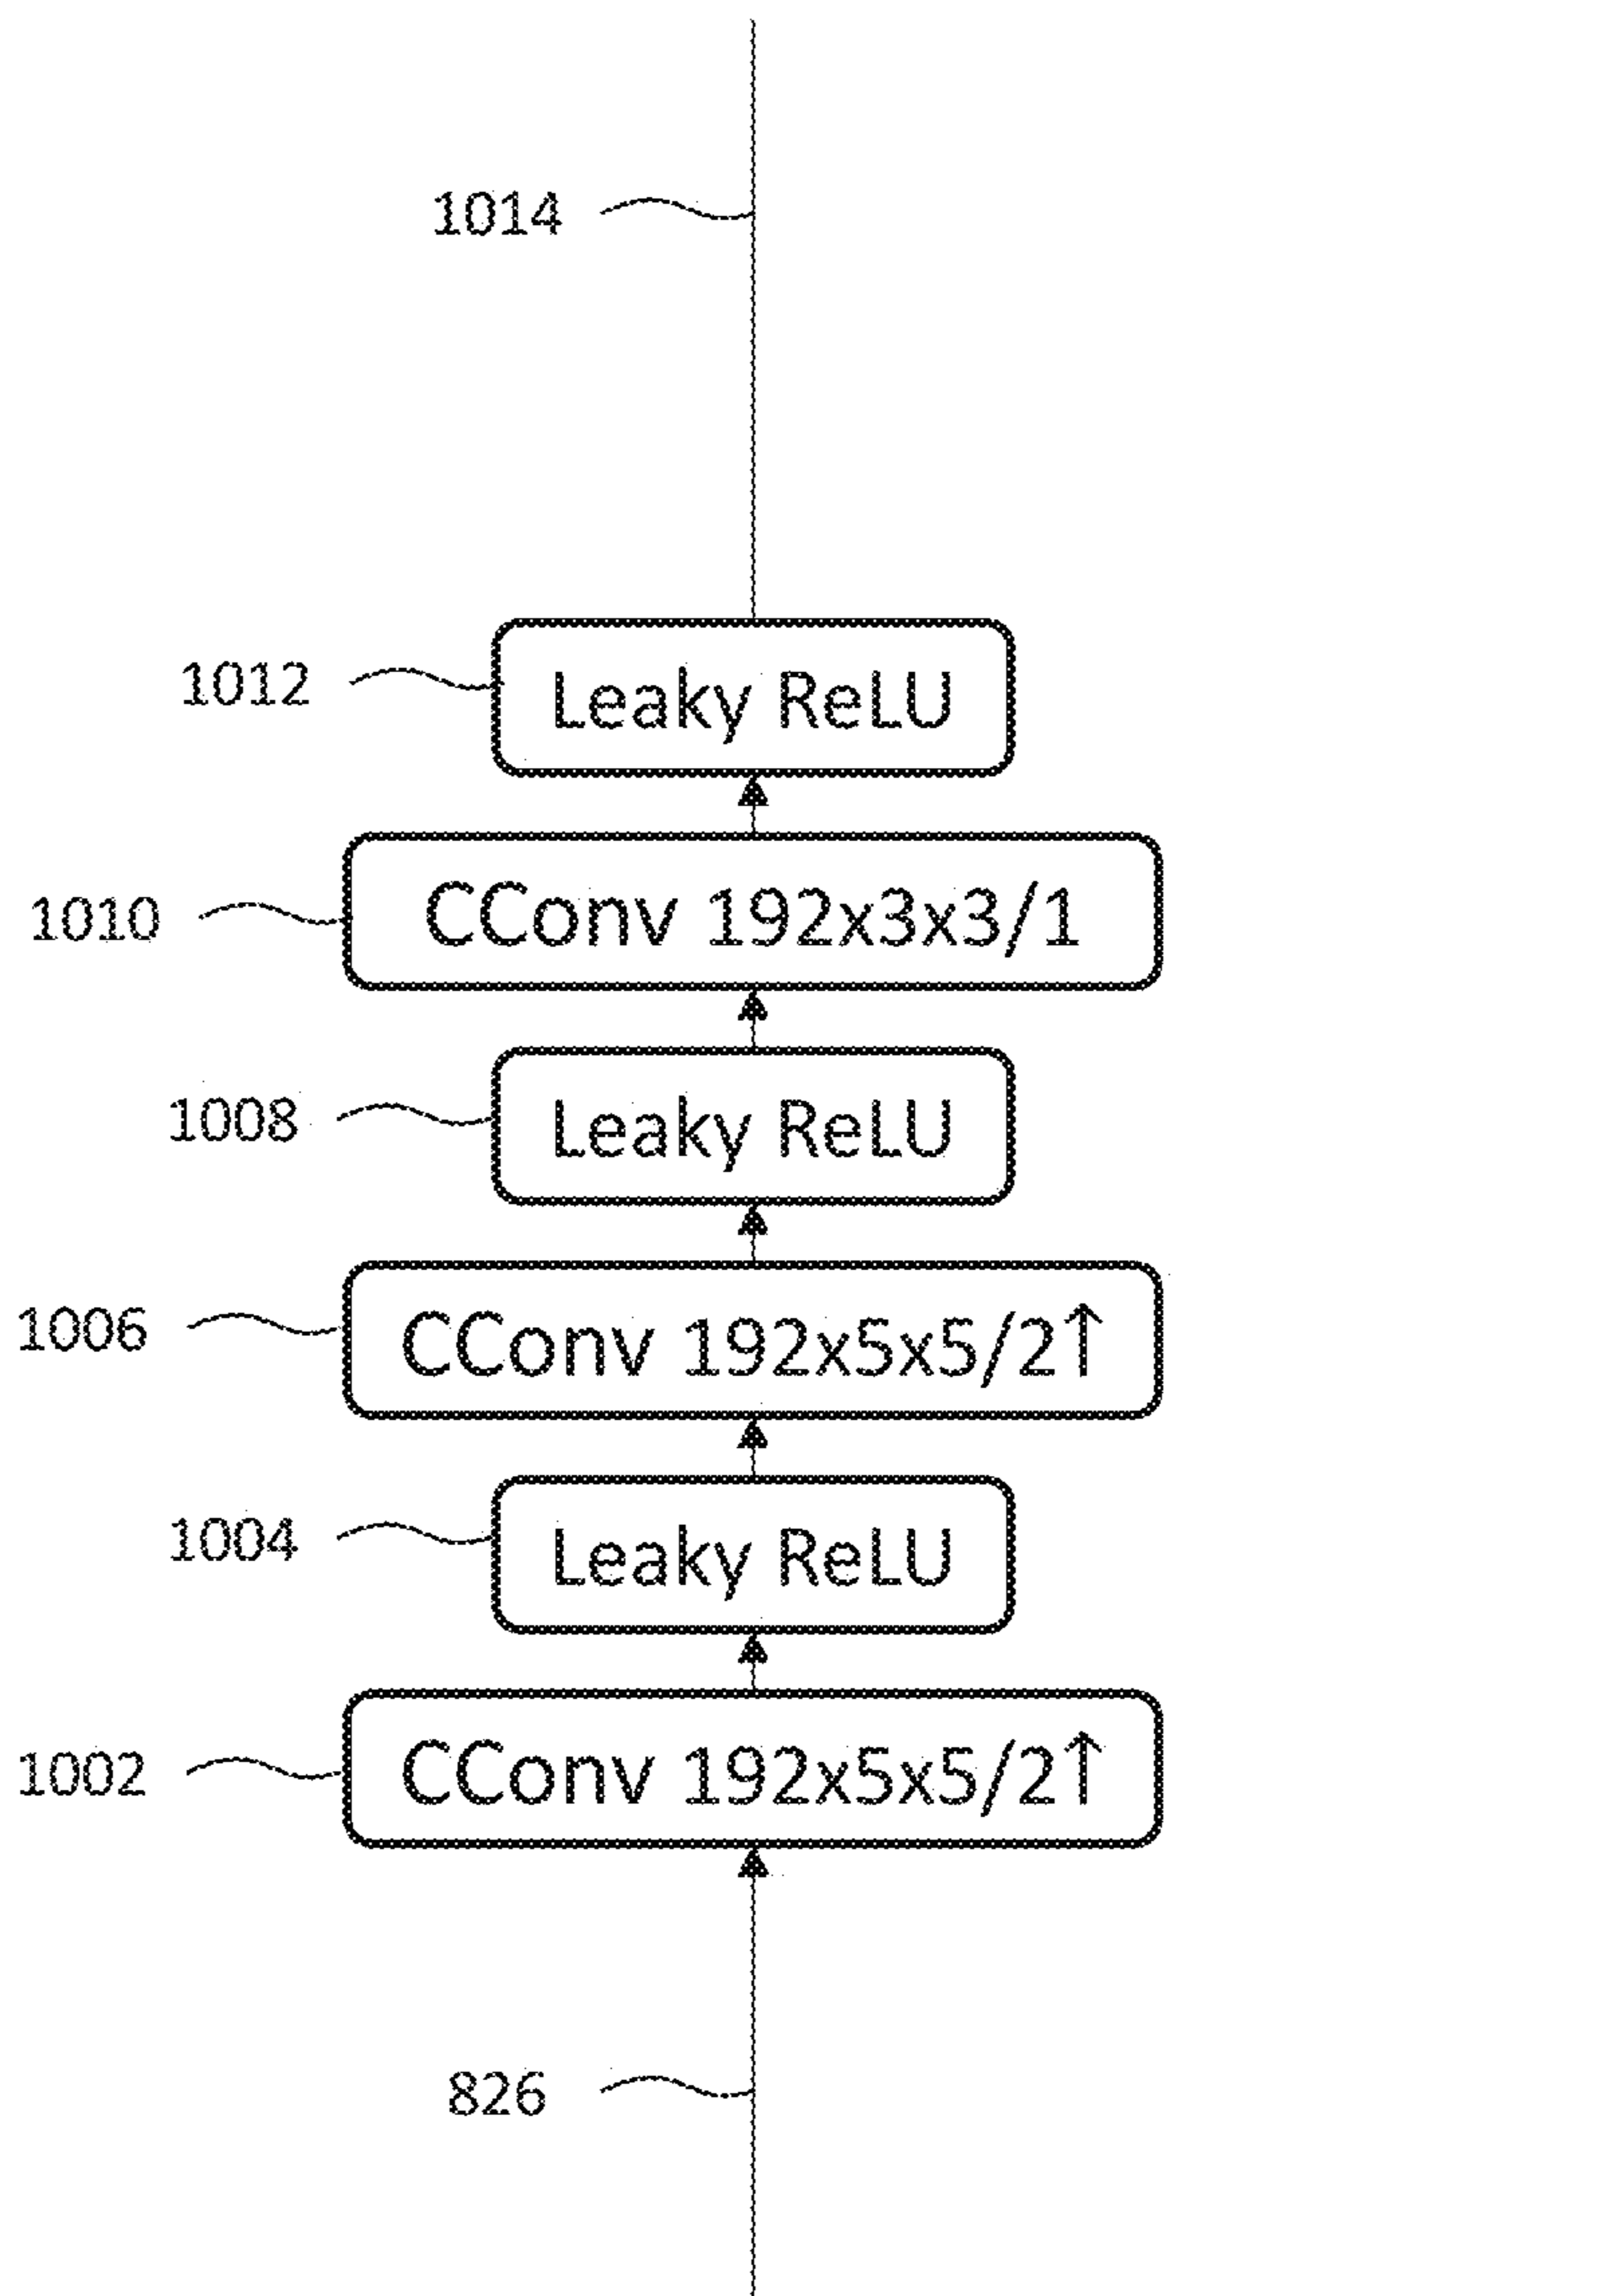 1014
1012
Leaky ReLU
1010
CConv 192x3x3/1
1008
Leaky ReLU
1006
CConv 192x5x5/2↑
1004
Leaky ReLU
1002
CConv 192x5x5/2↑
826